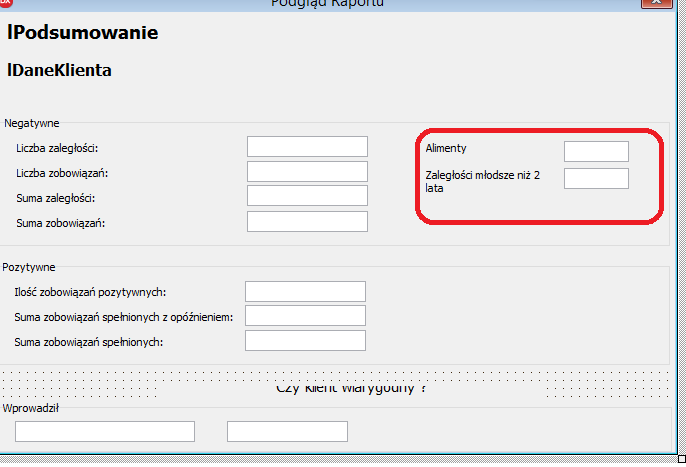 Podgląd Raportu
lPodsumowanie
lDaneKlienta
Negatywne
Liczba zaległości:
Liczba zobowiązań:
Suma zaległości:
Suma zobowiązań:
Alimenty
Zaległości młodsze niż 2
lata
Pozytywne
Ilość zobowiązań pozytywnych:
Suma zobowiązań spełnionych z opóźnieniem:
Suma zobowiązań spełnionych:
Czy klient wiarygodny ?
Wprowadził